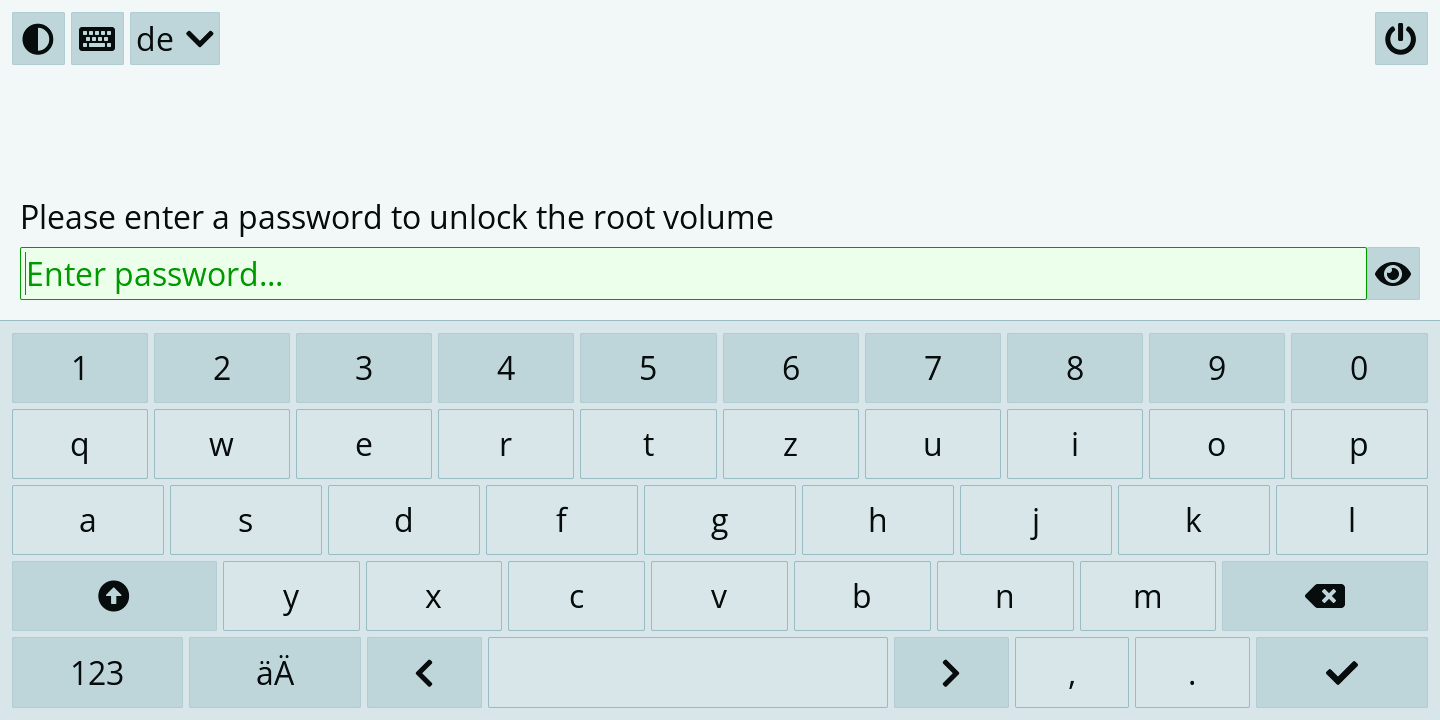 de
Please enter a password to unlock the root volume
Enter password...
1 2 3 4 5 6 7 8 9 0
q w e r t z u i o p
a s d f g h j k l
y x c v b n m
123 äÄ , .